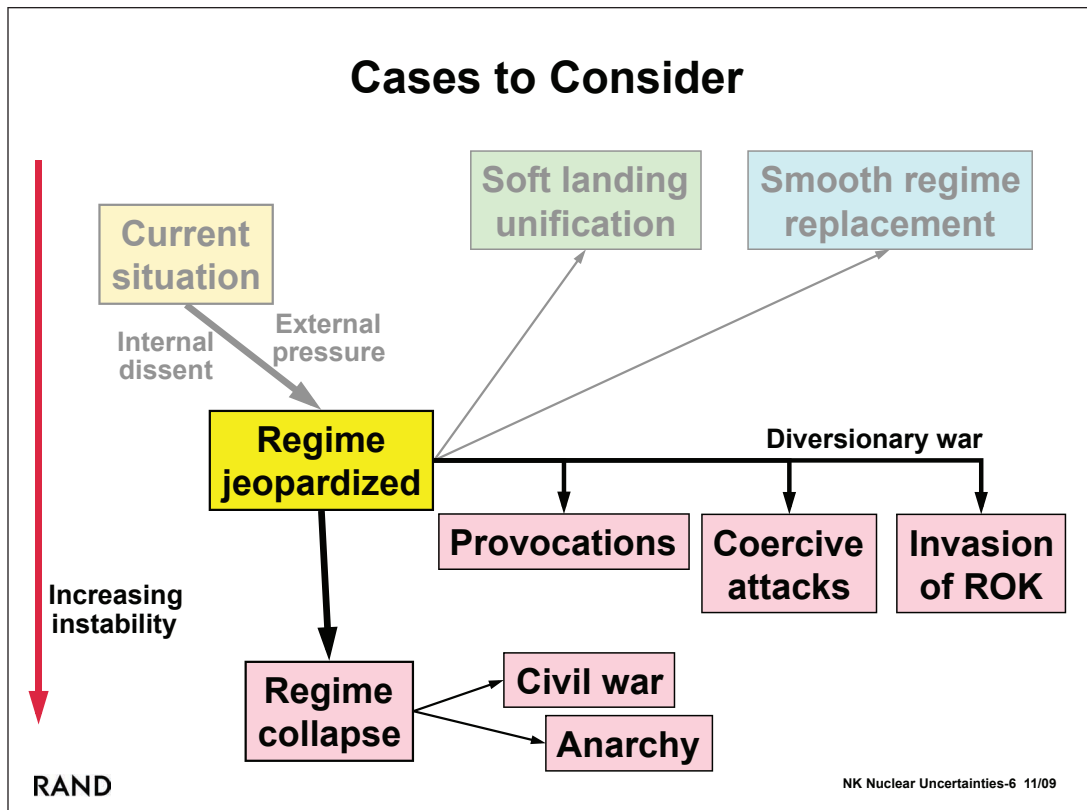 Cases to Consider
Soft landing
unification
Smooth regime
replacement
Current
situation
External
pressure
Internal
dissent
Regime
jeopardized
Diversionary war
Provocations
Coercive
attacks
Invasion
of ROK
Increasing
instability
Regime
collapse
Civil war
Anarchy
RAND
NK Nuclear Uncertainties-6 11/09